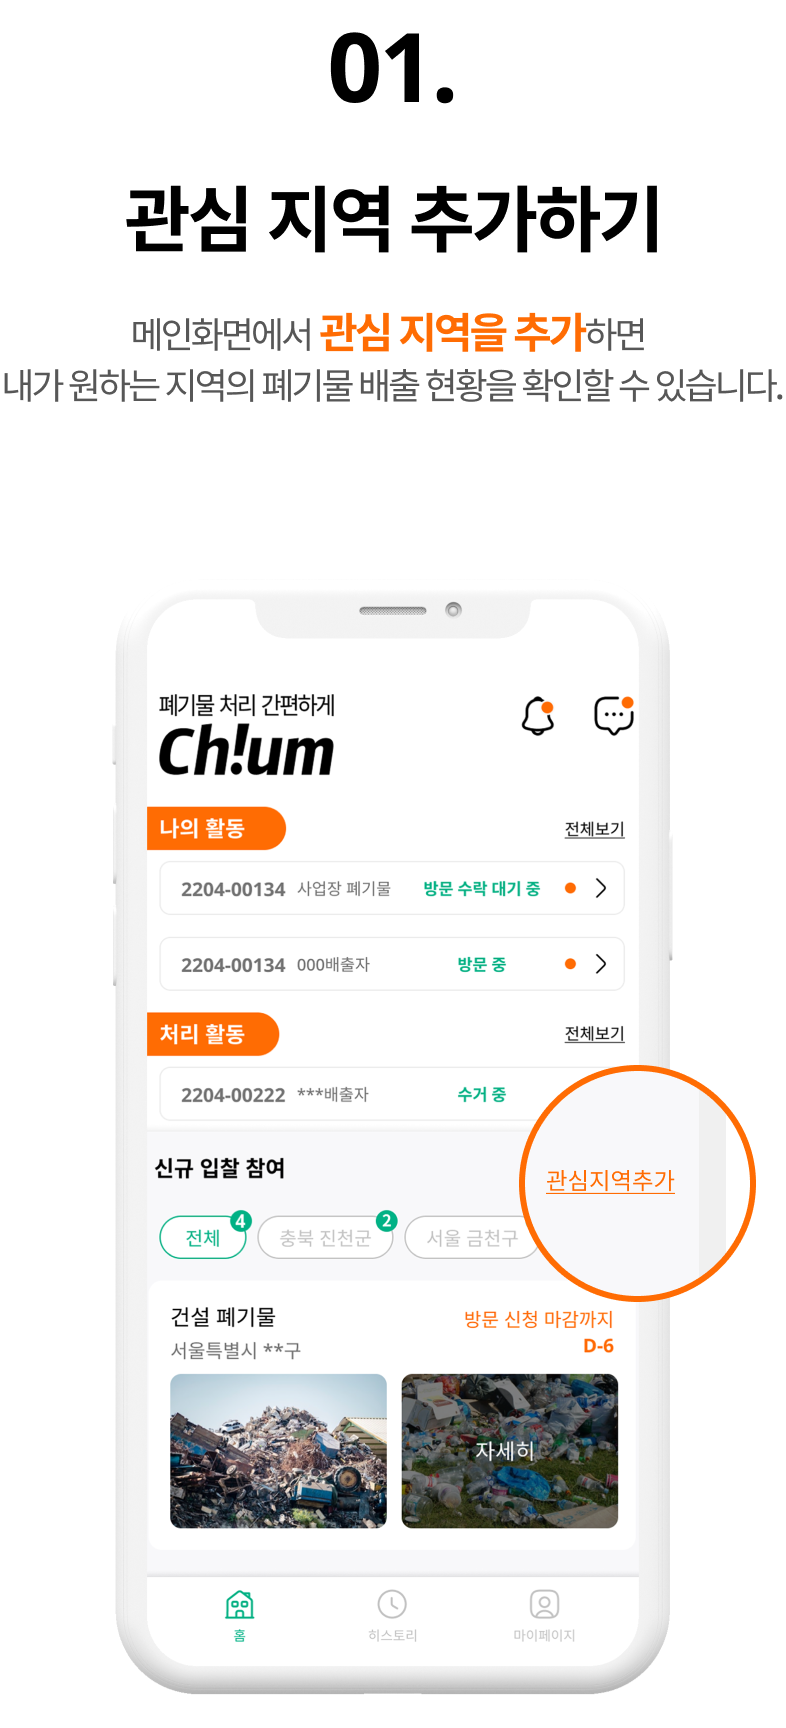 01.
관심 지역 추가하기
메인화면에서 관심 지역을 추가하면
내가 원하는 지역의 폐기물 배출 현황을 확인할 수 있습니다.
폐기물 처리 간편하게
Ch!um
나의 활동 전체보기
2204-00134 사업장 폐기물 방문 수락 대기 중
2204-00134 000배출자 방문 중
처리 활동 전체보기
2204-00222 ***배출자 수거 중
신규 입찰 참여 관심지역추가
전체 4 충북 진천군 2 서울 금천구
건설 폐기물 방문 신청 마감까지
서울특별시 **구 D-6
자세히
홈 히스토리 마이페이지